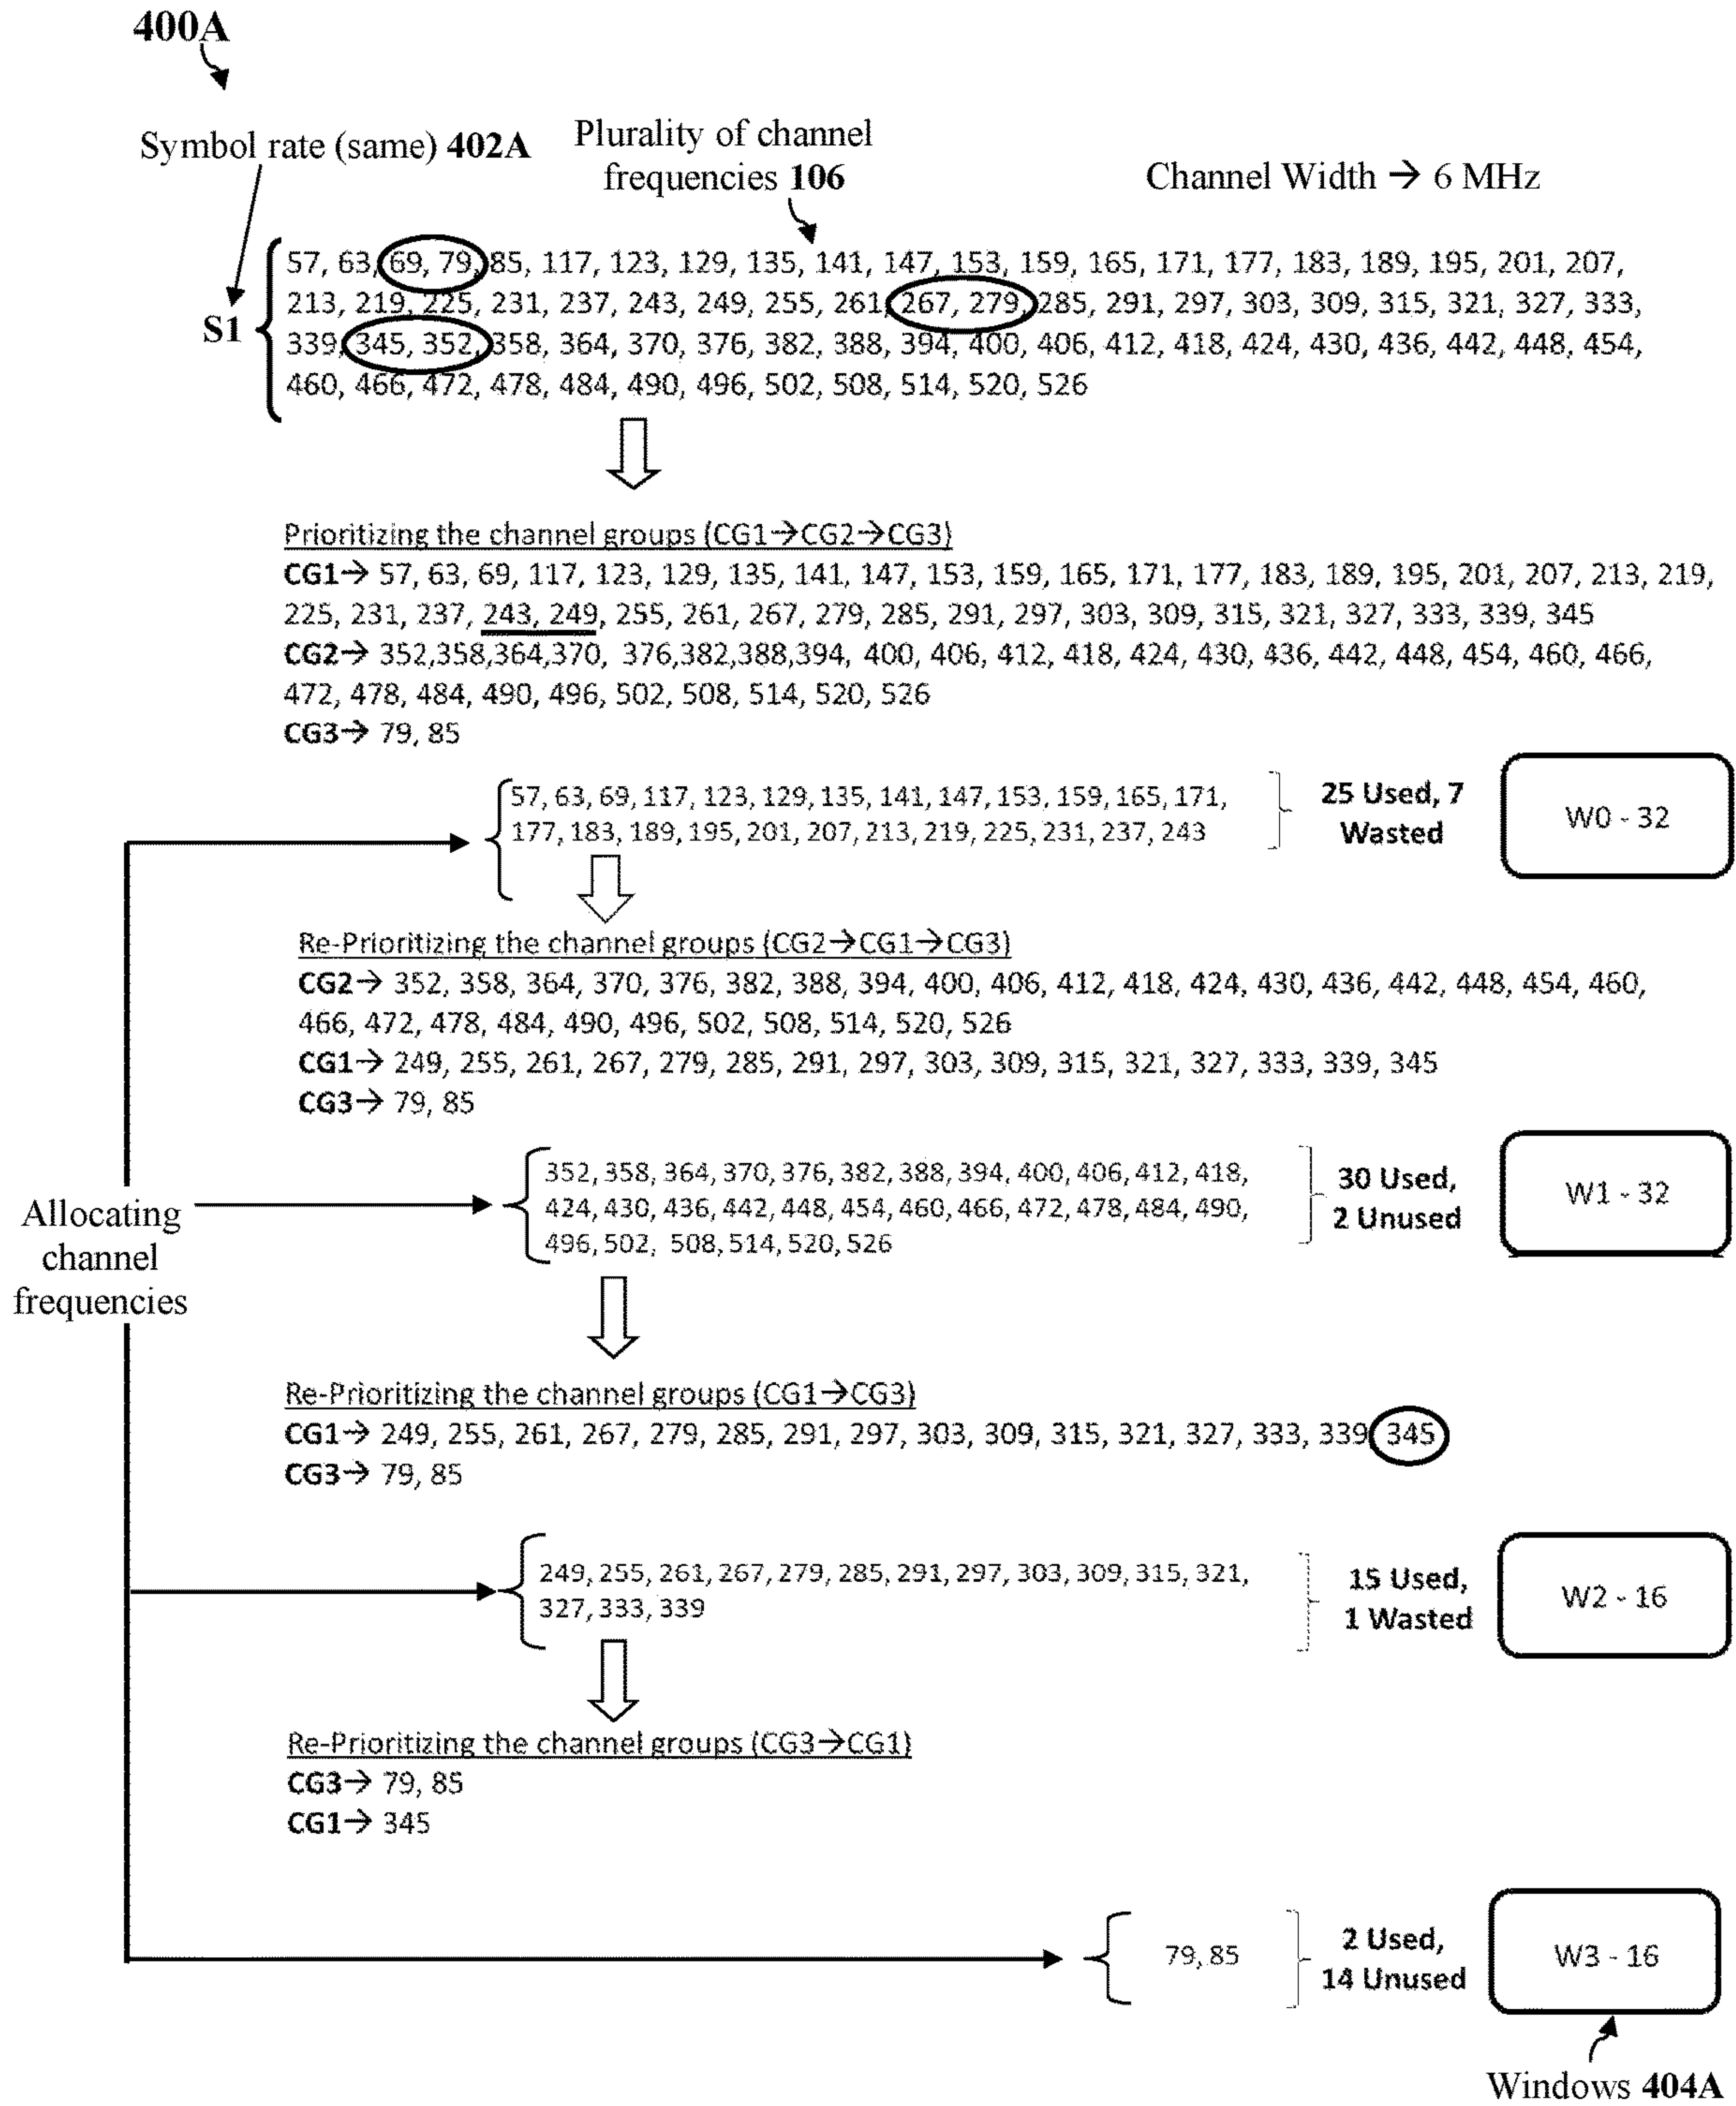 400A
Symbol rate (same) 402A
Plurality of channel
frequencies 106
Channel Width → 6 MHz
S1
57, 63, 69, 79, 85, 117, 123, 129, 135, 141, 147, 153, 159, 165, 171, 177, 183, 189, 195, 201, 207,
213, 219, 225, 231, 237, 243, 249, 255, 261, 267, 279, 285, 291, 297, 303, 309, 315, 321, 327, 333,
339, 345, 352, 358, 364, 370, 376, 382, 388, 394, 400, 406, 412, 418, 424, 430, 436, 442, 448, 454,
460, 466, 472, 478, 484, 490, 496, 502, 508, 514, 520, 526
Prioritizing the channel groups (CG1→CG2→CG3)
CG1→ 57, 63, 69, 117, 123, 129, 135, 141, 147, 153, 159, 165, 171, 177, 183, 189, 195, 201, 207, 213, 219,
225, 231, 237, 243, 249, 255, 261, 267, 279, 285, 291, 297, 303, 309, 315, 321, 327, 333, 339, 345
CG2→ 352,358,364,370, 376,382,388,394, 400, 406, 412, 418, 424, 430, 436, 442, 448, 454, 460, 466,
472, 478, 484, 490, 496, 502, 508, 514, 520, 526
CG3→ 79, 85
57, 63, 69, 117, 123, 129, 135, 141, 147, 153, 159, 165, 171,
177, 183, 189, 195, 201, 207, 213, 219, 225, 231, 237, 243
25 Used, 7
Wasted
W0 - 32
Re-Prioritizing the channel groups (CG2→CG1→CG3)
CG2→ 352, 358, 364, 370, 376, 382, 388, 394, 400, 406, 412, 418, 424, 430, 436, 442, 448, 454, 460,
466, 472, 478, 484, 490, 496, 502, 508, 514, 520, 526
CG1→ 249, 255, 261, 267, 279, 285, 291, 297, 303, 309, 315, 321, 327, 333, 339, 345
CG3→ 79, 85
352, 358, 364, 370, 376, 382, 388, 394, 400, 406, 412, 418,
424, 430, 436, 442, 448, 454, 460, 466, 472, 478, 484, 490,
496, 502, 508, 514, 520, 526
30 Used,
2 Unused
W1 - 32
Allocating
channel
frequencies
Re-Prioritizing the channel groups (CG1→CG3)
CG1→ 249, 255, 261, 267, 279, 285, 291, 297, 303, 309, 315, 321, 327, 333, 339 345
CG3→ 79, 85
249, 255, 261, 267, 279, 285, 291, 297, 303, 309, 315, 321,
327, 333, 339
15 Used,
1 Wasted
W2 - 16
Re-Prioritizing the channel groups (CG3→CG1)
CG3→ 79, 85
CG1→ 345
79, 85
2 Used,
14 Unused
W3 - 16
Windows 404A